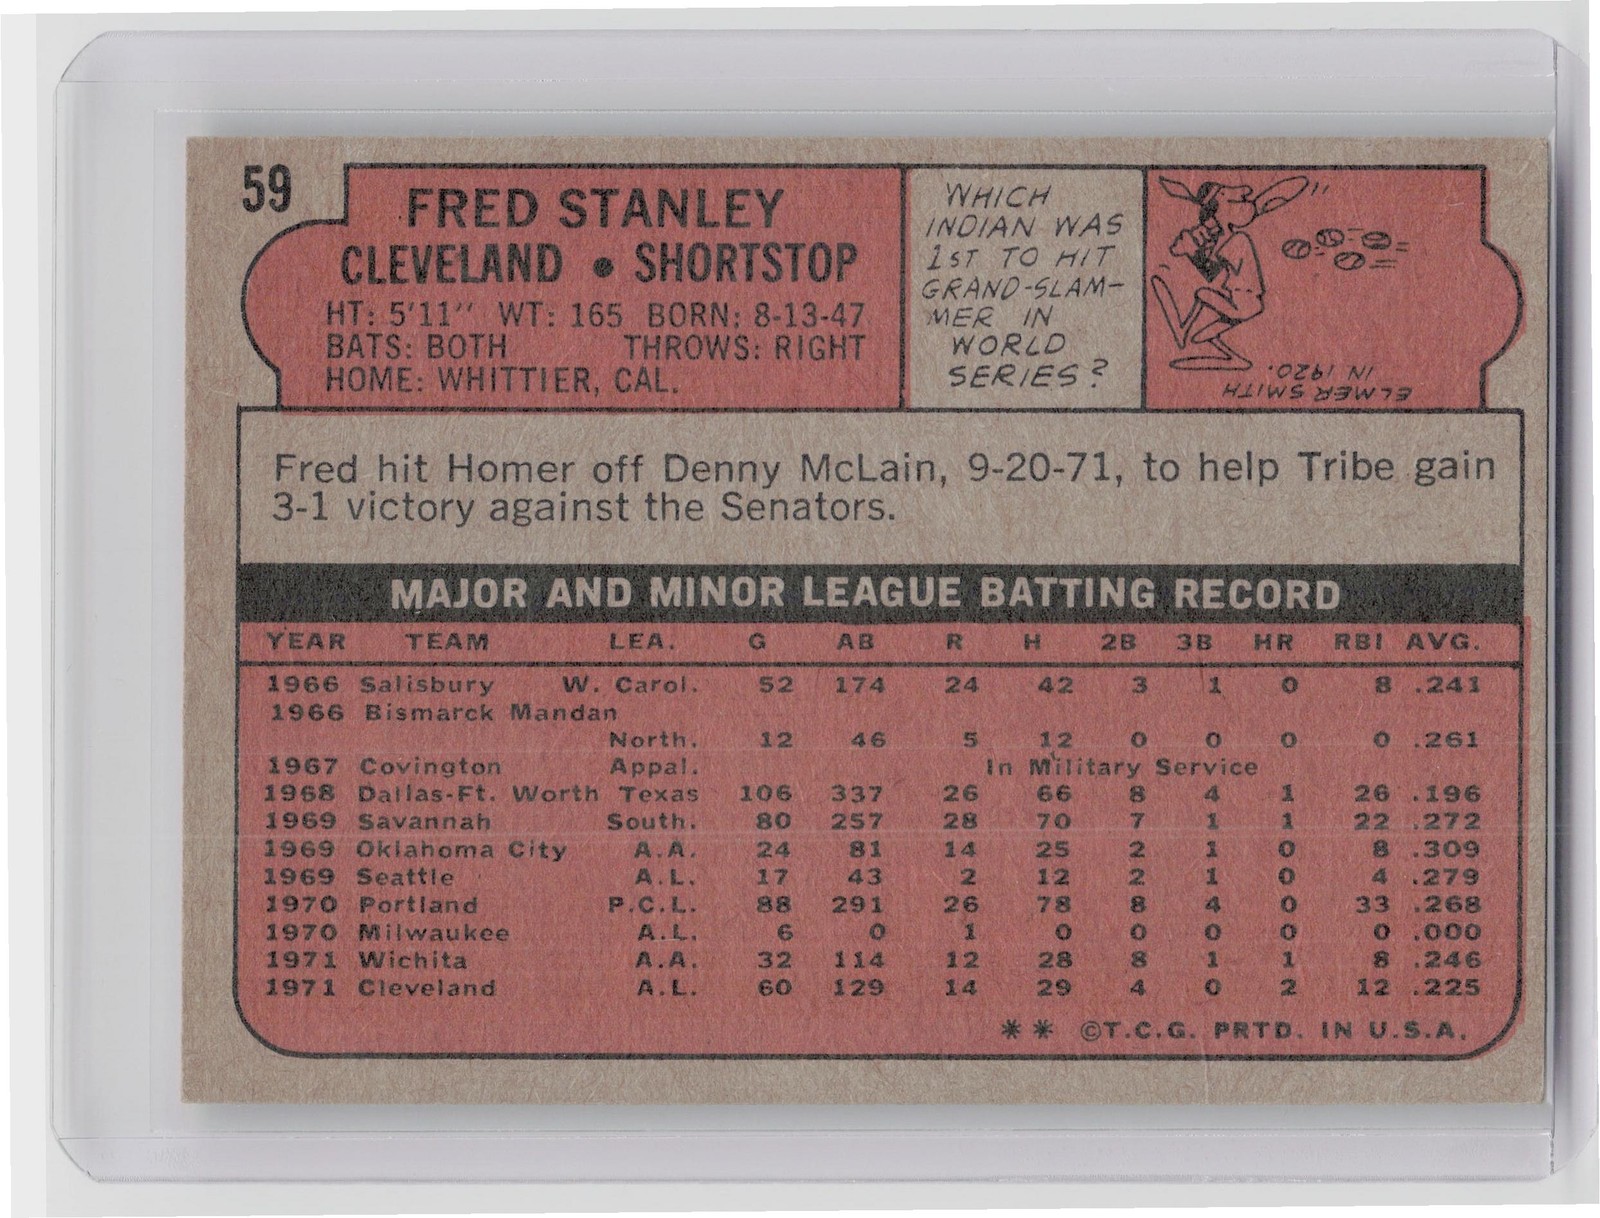 59
FRED STANLEY
CLEVELAND • SHORTSTOP
HT: 5'11" WT: 165 BORN: 8-13-47
BATS: BOTH THROWS: RIGHT
HOME: WHITTIER, CAL.
WHICH
INDIAN WAS
1ST TO HIT
GRAND-SLAM-
MER IN
WORLD
SERIES?
ELMER SMITH
IN 1920.
Fred hit Homer off Denny McLain, 9-20-71, to help Tribe gain
3-1 victory against the Senators.
MAJOR AND MINOR LEAGUE BATTING RECORD
YEAR TEAM LEA. G AB R H 2B 3B HR RBI AVG.
1966 Salisbury W. Carol. 52 174 24 42 3 1 0 8 .241
1966 Bismarck Mandan
North. 12 46 5 12 0 0 0 0 .261
1967 Covington Appal. In Military Service
1968 Dallas-Ft. Worth Texas 106 337 26 66 8 4 1 26 .196
1969 Savannah South. 80 257 28 70 7 1 1 22 .272
1969 Oklahoma City A.A. 24 81 14 25 2 1 0 8 .309
1969 Seattle A.L. 17 43 2 12 2 1 0 4 .279
1970 Portland P.C.L. 88 291 26 78 8 4 0 33 .268
1970 Milwaukee A.L. 6 0 1 0 0 0 0 0 .000
1971 Wichita A.A. 32 114 12 28 8 1 1 8 .246
1971 Cleveland A.L. 60 129 14 29 4 0 2 12 .225
** ©T.C.G. PRTD. IN U.S.A.